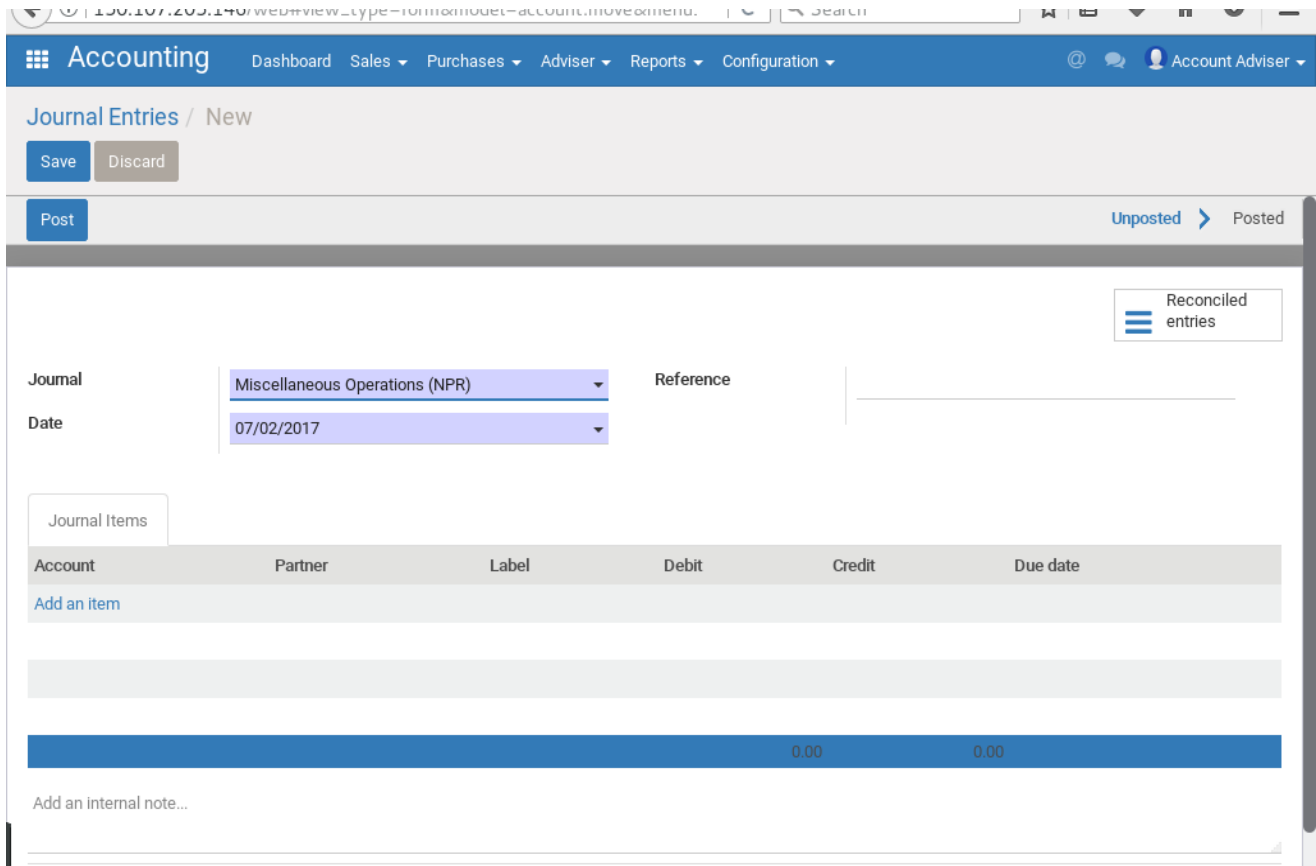 Search
Accounting Dashboard Sales Purchases Adviser Reports Configuration @ Account Adviser
Journal Entries / New
Save Discard
Post Unposted Posted
Reconciled
entries
Journal Miscellaneous Operations (NPR) Reference
Date 07/02/2017
Journal Items
Account Partner Label Debit Credit Due date
Add an item
0.00 0.00
Add an internal note...